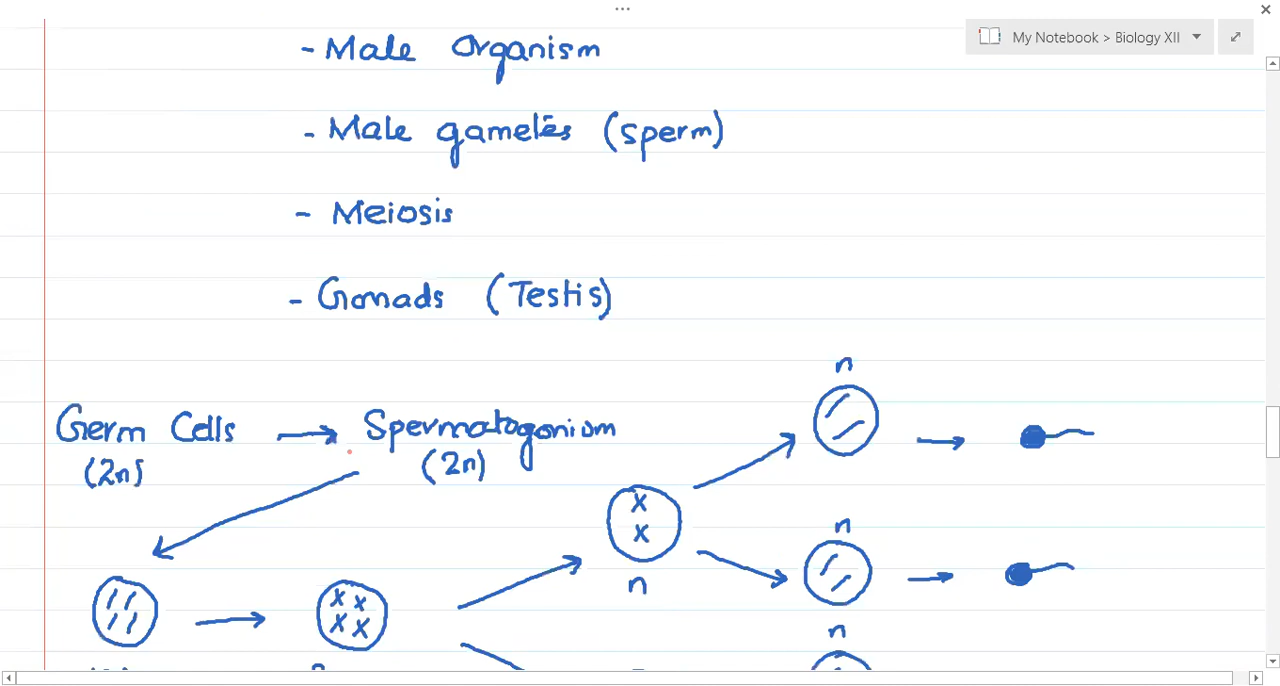 My Notebook > Biology XII
- Male Organism
- Male gametes (sperm)
- Meiosis
- Gonads (Testis)
n
Germ Cells → Spermatogonium
(2n) (2n)
x
x
n
n
x x
x x
n